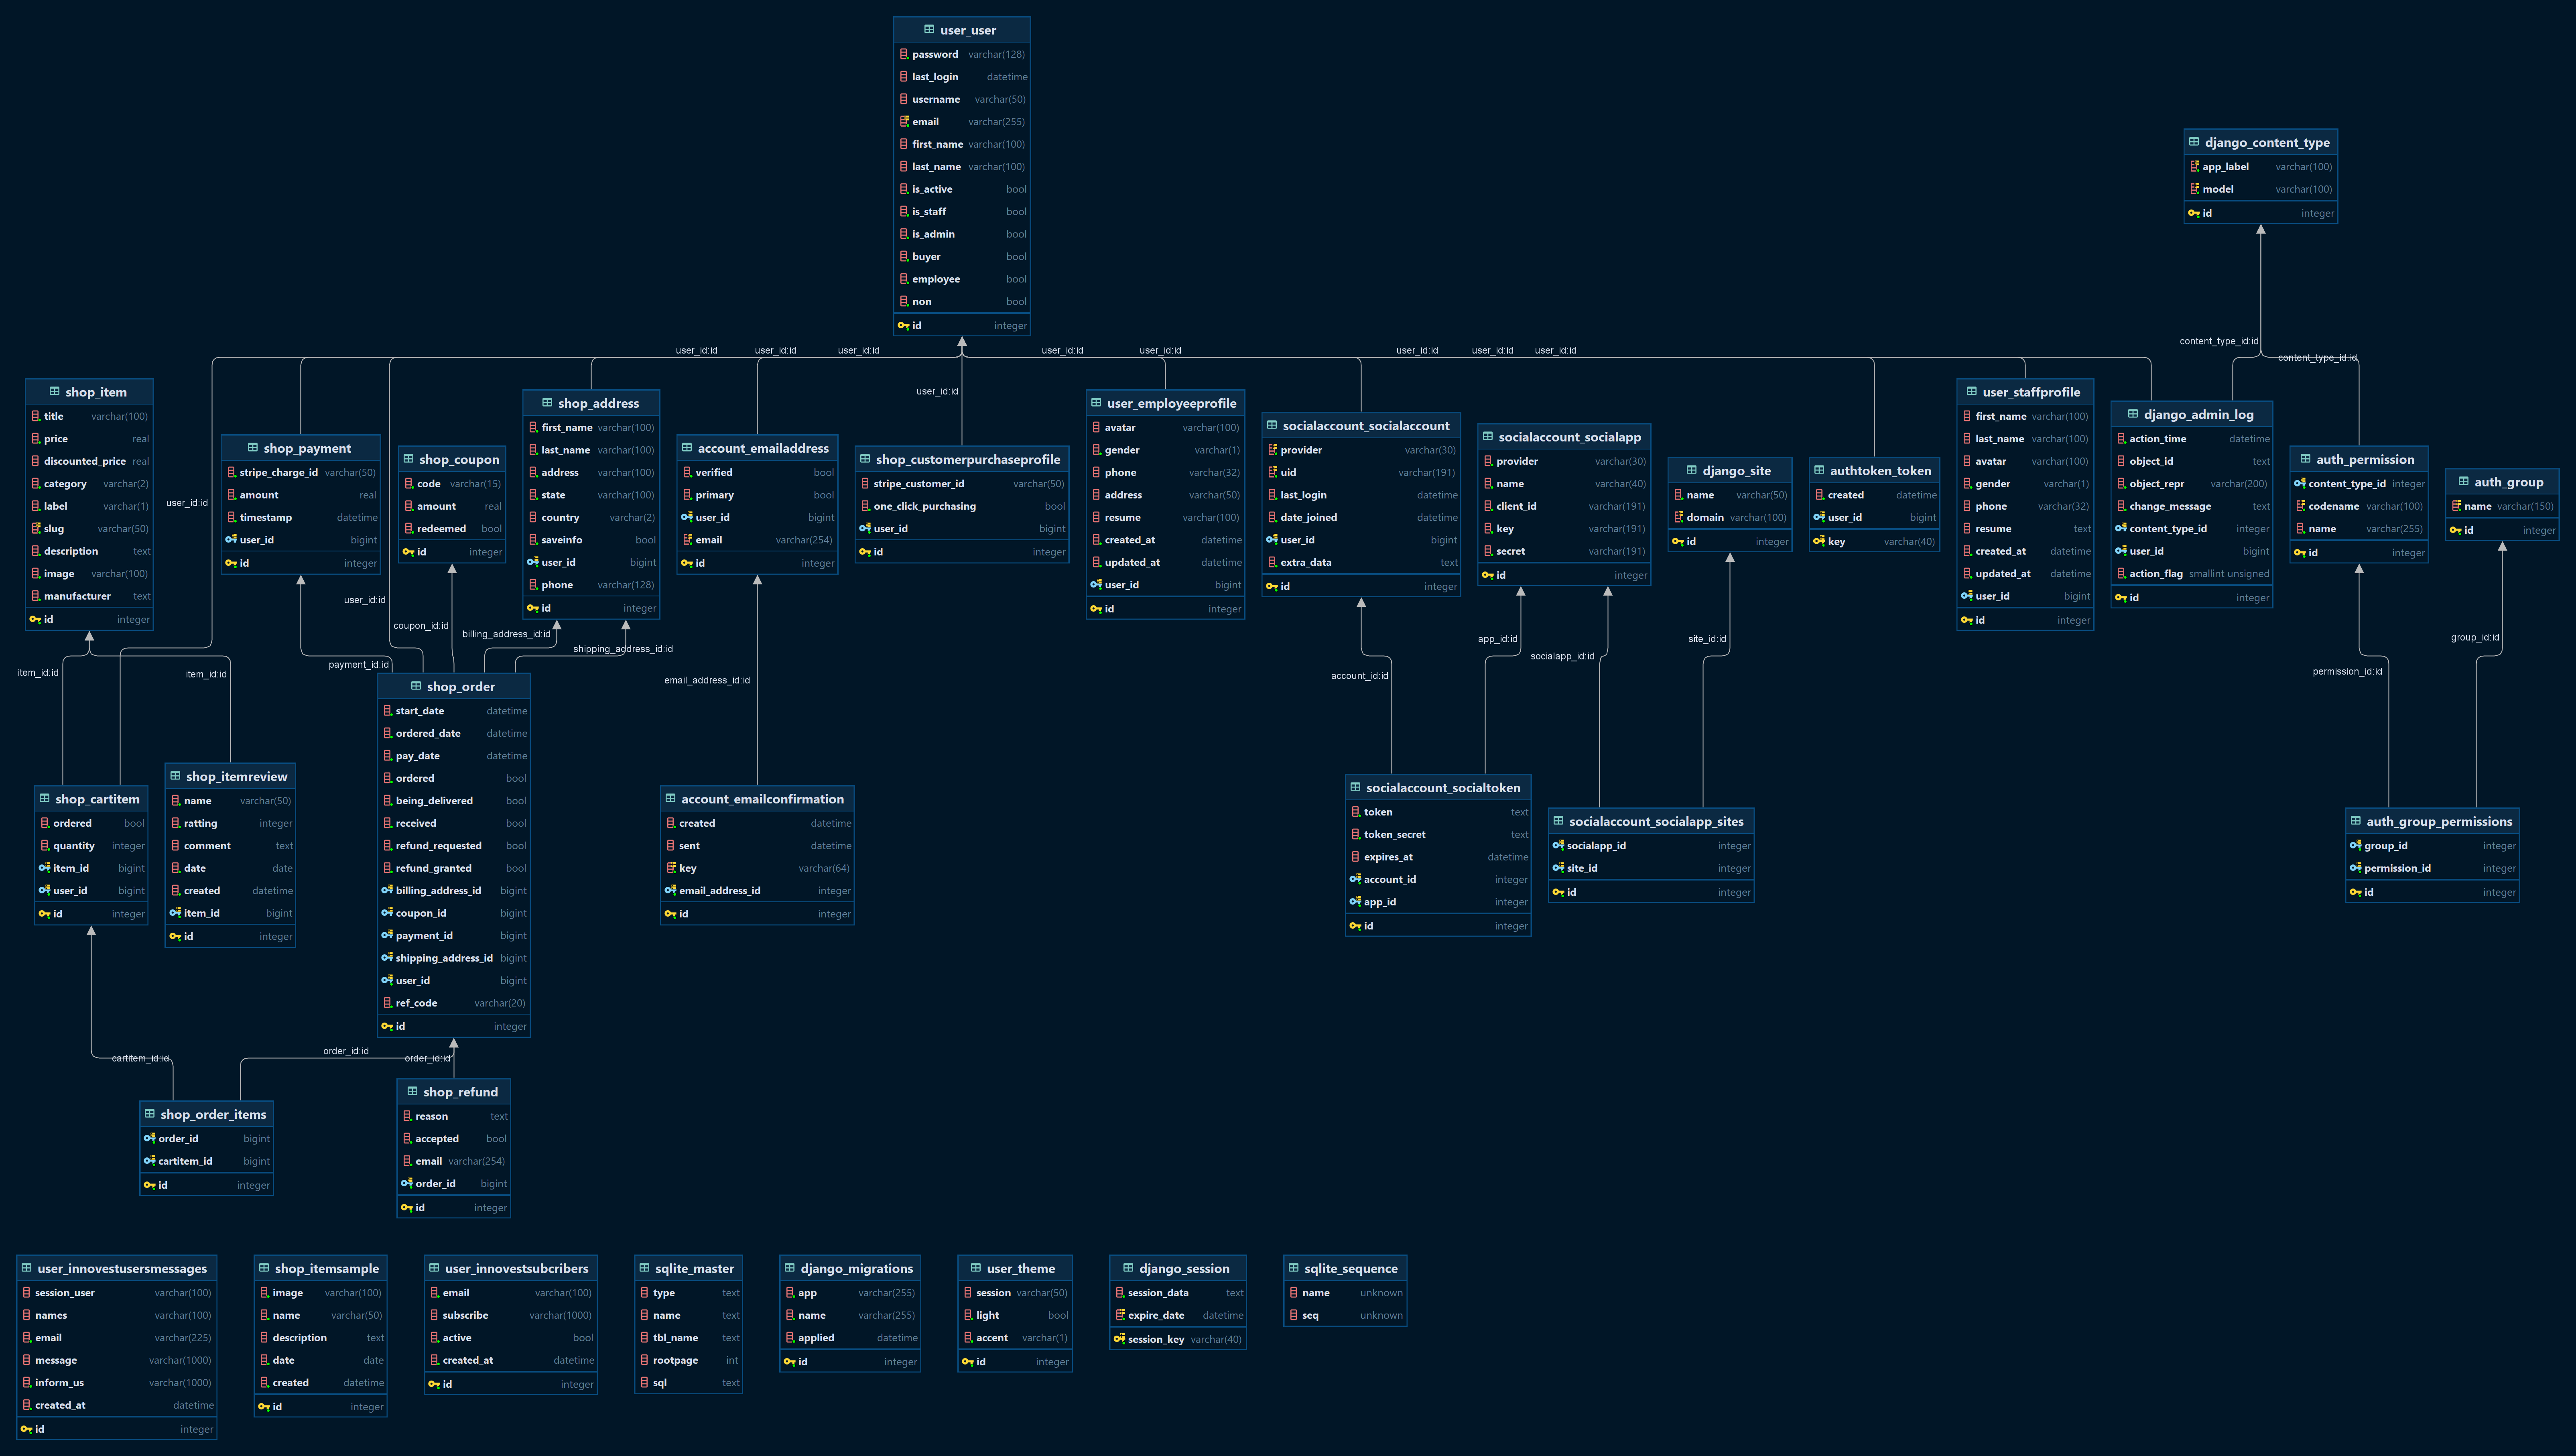 user_user
password varchar(128)
last_login datetime
username varchar(50)
email varchar(255)
first_name varchar(100)
last_name varchar(100)
is_active bool
is_staff bool
is_admin bool
buyer bool
employee bool
non bool
id integer
django_content_type
app_label varchar(100)
model varchar(100)
id integer
user_id:id
user_id:id
user_id:id
user_id:id
user_id:id
user_id:id
user_id:id
user_id:id
user_id:id
user_id:id
user_id:id
content_type_id:id
content_type_id:id
shop_item
title varchar(100)
price real
discounted_price real
category varchar(2)
label varchar(1)
slug varchar(50)
description text
image varchar(100)
manufacturer text
id integer
shop_payment
stripe_charge_id varchar(50)
amount real
timestamp datetime
user_id bigint
id integer
shop_coupon
code varchar(15)
amount real
redeemed bool
id integer
shop_address
first_name varchar(100)
last_name varchar(100)
address varchar(100)
state varchar(100)
country varchar(2)
saveinfo bool
user_id bigint
phone varchar(128)
id integer
account_emailaddress
verified bool
primary bool
user_id bigint
email varchar(254)
id integer
shop_customerpurchaseprofile
stripe_customer_id varchar(50)
one_click_purchasing bool
user_id bigint
id integer
user_employeeprofile
avatar varchar(100)
gender varchar(1)
phone varchar(32)
address varchar(50)
resume varchar(100)
created_at datetime
updated_at datetime
user_id bigint
id integer
socialaccount_socialaccount
provider varchar(30)
uid varchar(191)
last_login datetime
date_joined datetime
user_id bigint
extra_data text
id integer
socialaccount_socialapp
provider varchar(30)
name varchar(40)
client_id varchar(191)
key varchar(191)
secret varchar(191)
id integer
django_site
name varchar(50)
domain varchar(100)
id integer
authtoken_token
created datetime
user_id bigint
key varchar(40)
user_staffprofile
first_name varchar(100)
last_name varchar(100)
avatar varchar(100)
gender varchar(1)
phone varchar(32)
resume text
created_at datetime
updated_at datetime
user_id bigint
id integer
django_admin_log
action_time datetime
object_id text
object_repr varchar(200)
change_message text
content_type_id integer
user_id bigint
action_flag smallint unsigned
id integer
auth_permission
content_type_id integer
codename varchar(100)
name varchar(255)
id integer
auth_group
name varchar(150)
id integer
item_id:id
item_id:id
payment_id:id
coupon_id:id
billing_address_id:id
shipping_address_id:id
email_address_id:id
account_id:id
app_id:id
socialapp_id:id
site_id:id
permission_id:id
group_id:id
shop_cartitem
ordered bool
quantity integer
item_id bigint
user_id bigint
id integer
shop_itemreview
name varchar(50)
ratting integer
comment text
date date
created datetime
item_id bigint
id integer
shop_order
start_date datetime
ordered_date datetime
pay_date datetime
ordered bool
being_delivered bool
received bool
refund_requested bool
refund_granted bool
billing_address_id bigint
coupon_id bigint
payment_id bigint
shipping_address_id bigint
user_id bigint
ref_code varchar(20)
id integer
account_emailconfirmation
created datetime
sent datetime
key varchar(64)
email_address_id integer
id integer
socialaccount_socialtoken
token text
token_secret text
expires_at datetime
account_id integer
app_id integer
id integer
socialaccount_socialapp_sites
socialapp_id integer
site_id integer
id integer
auth_group_permissions
group_id integer
permission_id integer
id integer
cartitem_id:id
order_id:id
order_id:id
shop_order_items
order_id bigint
cartitem_id bigint
id integer
shop_refund
reason text
accepted bool
email varchar(254)
order_id bigint
id integer
user_innovestusersmessages
session_user varchar(100)
names varchar(100)
email varchar(225)
message varchar(1000)
inform_us varchar(1000)
created_at datetime
id integer
shop_itemsample
image varchar(100)
name varchar(50)
description text
date date
created datetime
id integer
user_innovestsubcribers
email varchar(100)
subscribe varchar(1000)
active bool
created_at datetime
id integer
sqlite_master
type text
name text
tbl_name text
rootpage int
sql text
django_migrations
app varchar(255)
name varchar(255)
applied datetime
id integer
user_theme
session varchar(50)
light bool
accent varchar(1)
id integer
django_session
session_data text
expire_date datetime
session_key varchar(40)
sqlite_sequence
name unknown
seq unknown